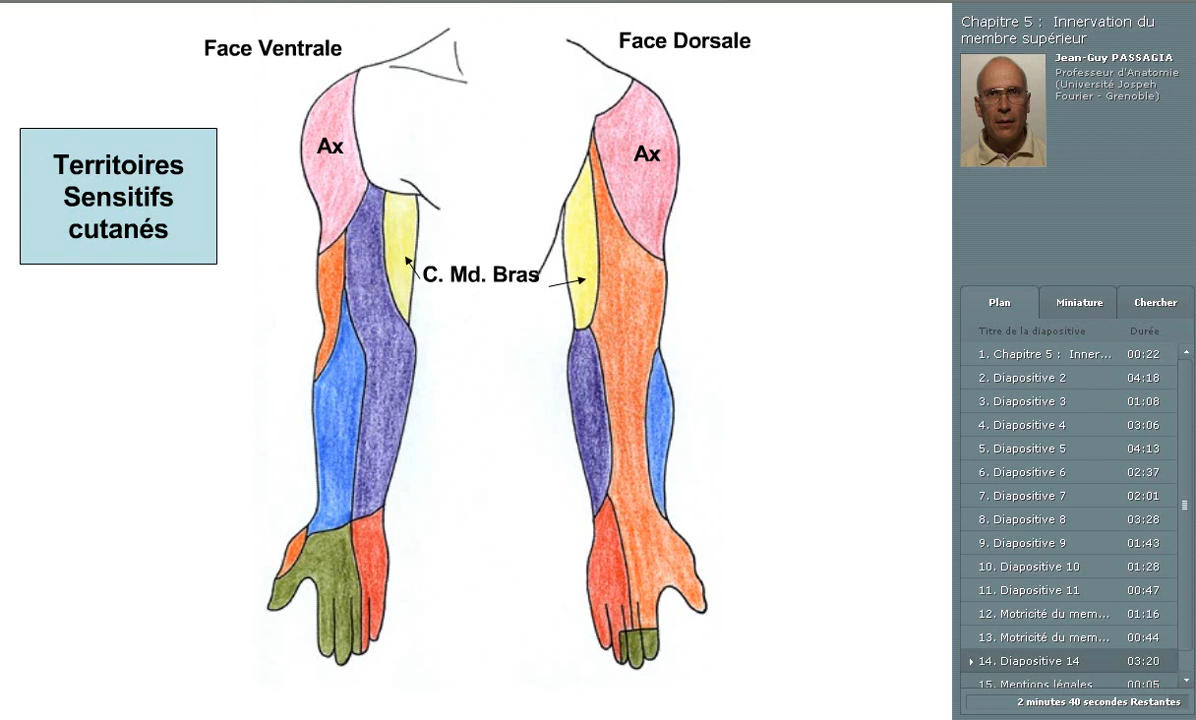 Face Ventrale
Face Dorsale
Territoires
Sensitifs
cutanés
Ax
Ax
C. Md. Bras
Chapitre 5 : Innervation du
membre supérieur
Jean-Guy PASSAGIA
Professeur d'Anatomie
(Université Jospeh
Fourier - Grenoble)
Plan Miniature Chercher
Titre de la diapositive Durée
1. Chapitre 5 : Inner... 00:22
2. Diapositive 2 04:18
3. Diapositive 3 01:08
4. Diapositive 4 03:06
5. Diapositive 5 04:13
6. Diapositive 6 02:37
7. Diapositive 7 02:01
8. Diapositive 8 03:28
9. Diapositive 9 01:43
10. Diapositive 10 01:28
11. Diapositive 11 00:47
12. Motricité du mem... 01:16
13. Motricité du mem... 00:44
14. Diapositive 14 03:20
15. Mentions légales 00:05
2 minutes 40 secondes Restantes